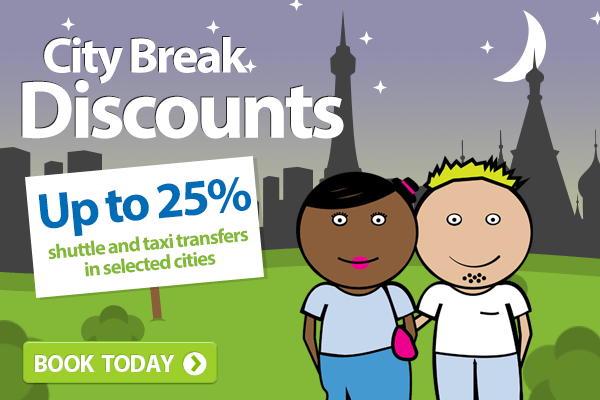 City Break
Discounts
Up to 25%
shuttle and taxi transfers
in selected cities
BOOK TODAY